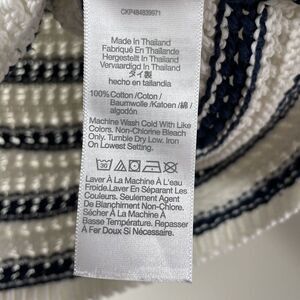 CKP484839971
Made In Thailand
Fabriqué En Thaïlande
Hergestellt In Thailand
Vervaardigd In Thailand
タイ製
hecho en tailandia
100% Cotton /Coton /
Baumwolle /Katoen /綿 /
algodón
Machine Wash Cold With Like
Colors. Non-Chlorine Bleach
Only. Tumble Dry Low. Iron On
Lowest Setting.
30
Laver À La Machine À L'eau
Froide.Laver En Séparant Les
Couleurs. Seulement Agent
De Blanchiment Non-Chlore.
Sécher À La Machine À
Basse Température. Repasser
À Fer Doux Si Nécessaire.